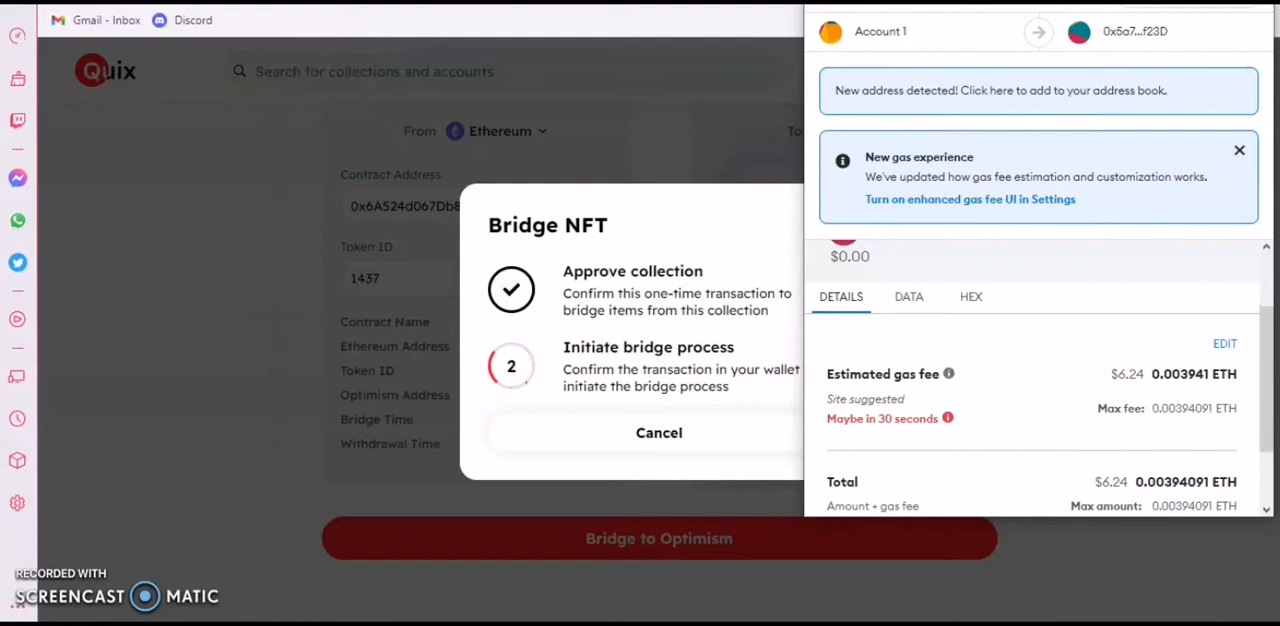 Gmail - Inbox
Discord
Quix
Search for collections and accounts
From Ethereum
To
Contract Address
0x6A524d067Db8
Token ID
1437
Contract Name
Ethereum Address
Token ID
Optimism Address
Bridge Time
Withdrawal Time
Bridge to Optimism
Bridge NFT
Approve collection
Confirm this one-time transaction to
bridge items from this collection
2
Initiate bridge process
Confirm the transaction in your wallet
initiate the bridge process
Cancel
Account 1
0x5a7...f23D
New address detected! Click here to add to your address book.
New gas experience
We've updated how gas fee estimation and customization works.
Turn on enhanced gas fee UI in Settings
$0.00
DETAILS DATA HEX
EDIT
Estimated gas fee $6.24 0.003941 ETH
Site suggested
Max fee: 0.00394091 ETH
Maybe in 30 seconds
Total $6.24 0.00394091 ETH
Amount + gas fee Max amount: 0.00394091 ETH
RECORDED WITH
SCREENCAST MATIC